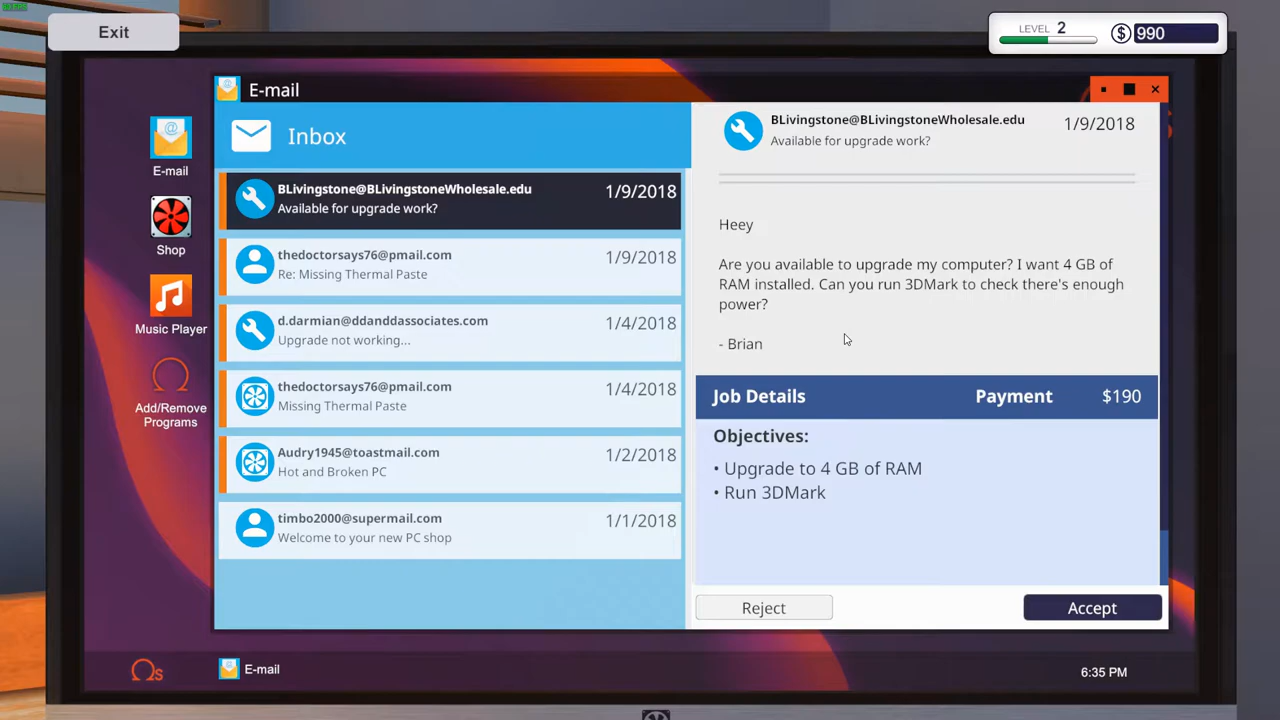 Exit
LEVEL 2
$ 990
E-mail
Inbox
BLivingstone@BLivingstoneWholesale.edu 1/9/2018
Available for upgrade work?
thedoctorsays76@pmail.com 1/9/2018
Re: Missing Thermal Paste
d.darmian@ddanddassociates.com 1/4/2018
Upgrade not working...
thedoctorsays76@pmail.com 1/4/2018
Missing Thermal Paste
Audry1945@toastmail.com 1/2/2018
Hot and Broken PC
timbo2000@supermail.com 1/1/2018
Welcome to your new PC shop
BLivingstone@BLivingstoneWholesale.edu 1/9/2018
Available for upgrade work?
Heey
Are you available to upgrade my computer? I want 4 GB of
RAM installed. Can you run 3DMark to check there's enough
power?
- Brian
Job Details Payment $190
Objectives:
• Upgrade to 4 GB of RAM
• Run 3DMark
Reject Accept
E-mail
Shop
Music Player
Add/Remove
Programs
Ωs E-mail 6:35 PM